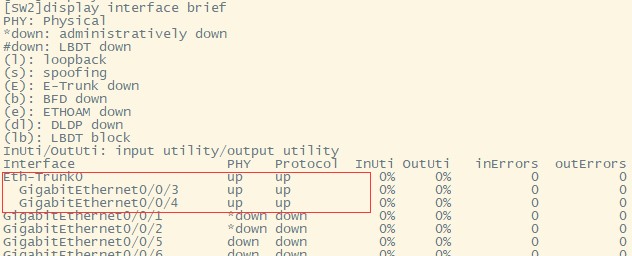 [SW2]display interface brief
PHY: Physical
*down: administratively down
#down: LBDT down
(l): loopback
(s): spoofing
(E): E-Trunk down
(b): BFD down
(e): ETHOAM down
(dl): DLDP down
(lb): LBDT block
InUti/OutUti: input utility/output utility
Interface PHY Protocol InUti OutUti inErrors outErrors
Eth-Trunk0 up up 0% 0% 0 0
GigabitEthernet0/0/3 up up 0% 0% 0 0
GigabitEthernet0/0/4 up up 0% 0% 0 0
GigabitEthernet0/0/1 *down down 0% 0% 0 0
GigabitEthernet0/0/2 *down down 0% 0% 0 0
GigabitEthernet0/0/5 down down 0% 0% 0 0
GigabitEthernet0/0/6 down down 0% 0% 0 0